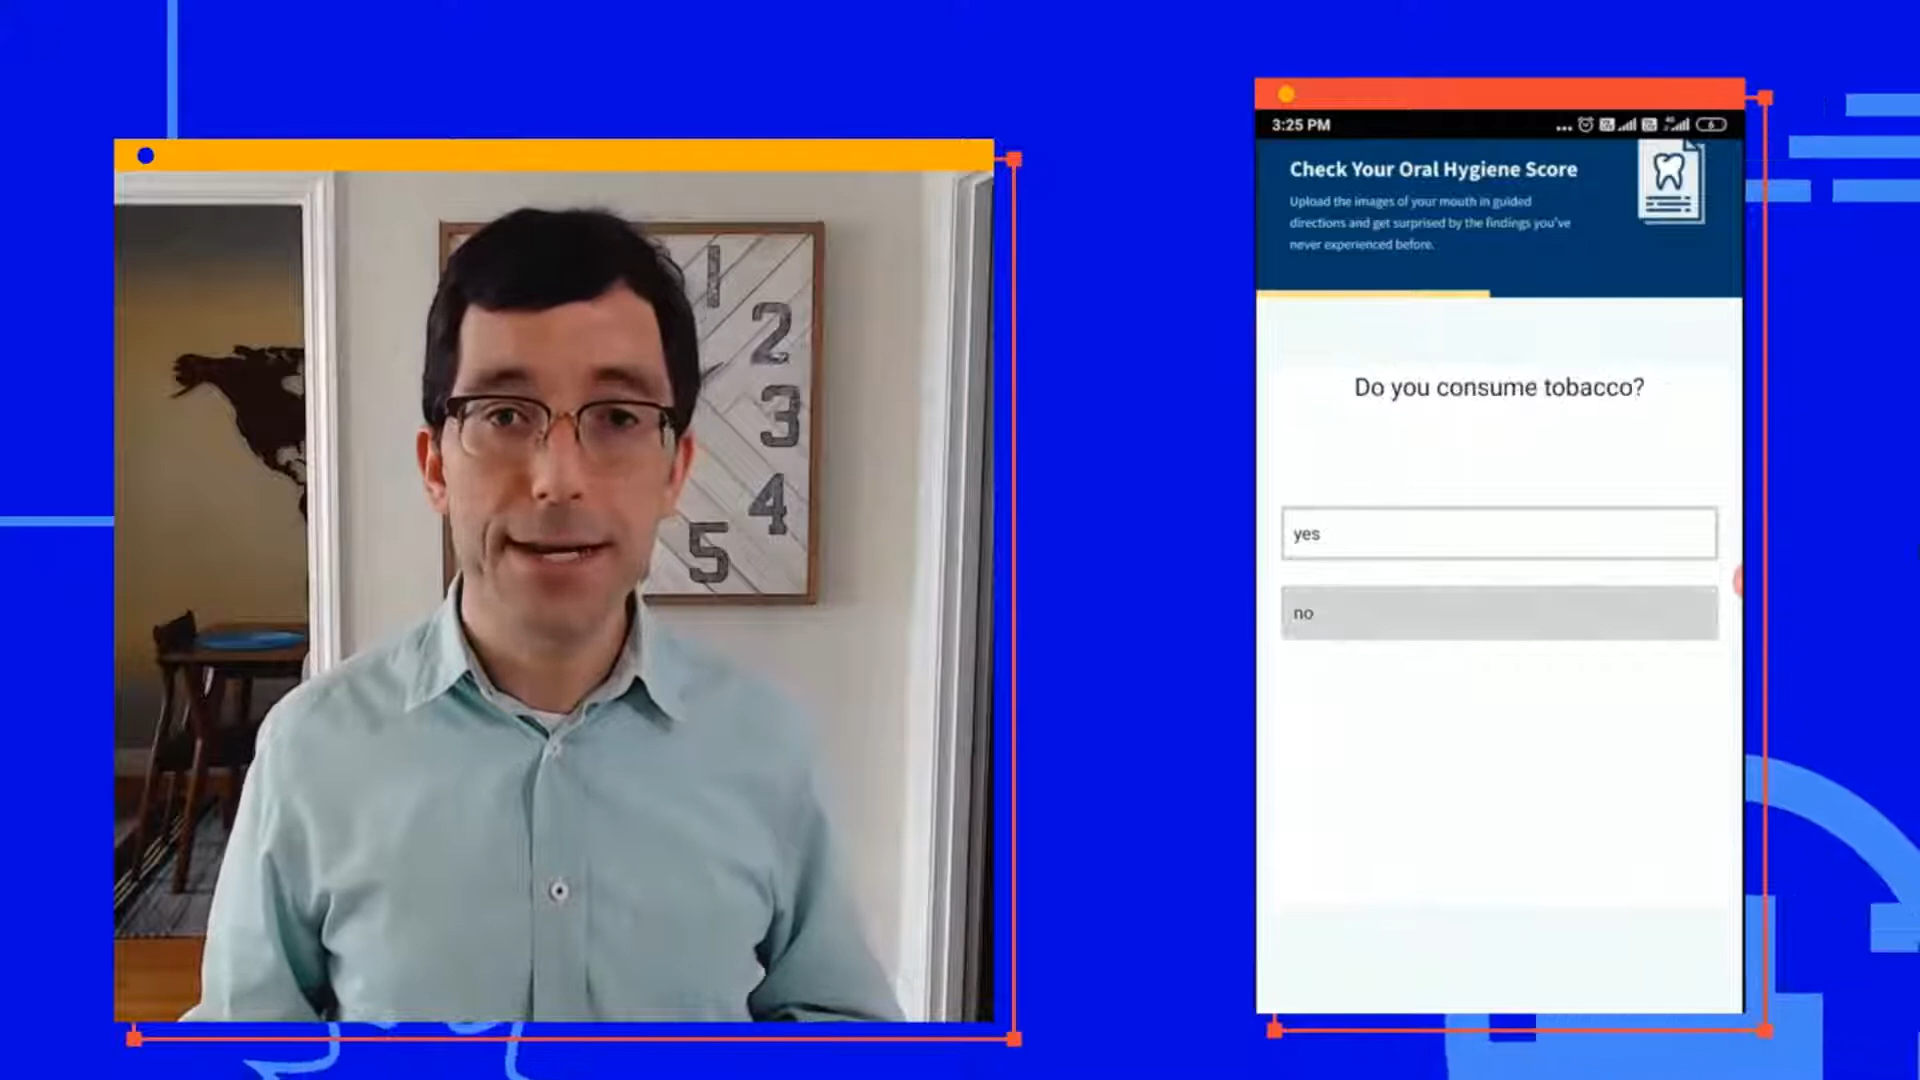 1
2
3
4
5
3:25 PM
Check Your Oral Hygiene Score
Upload the images of your mouth in guided
directions and get surprised by the findings you've
never experienced before.
Do you consume tobacco?
yes
no